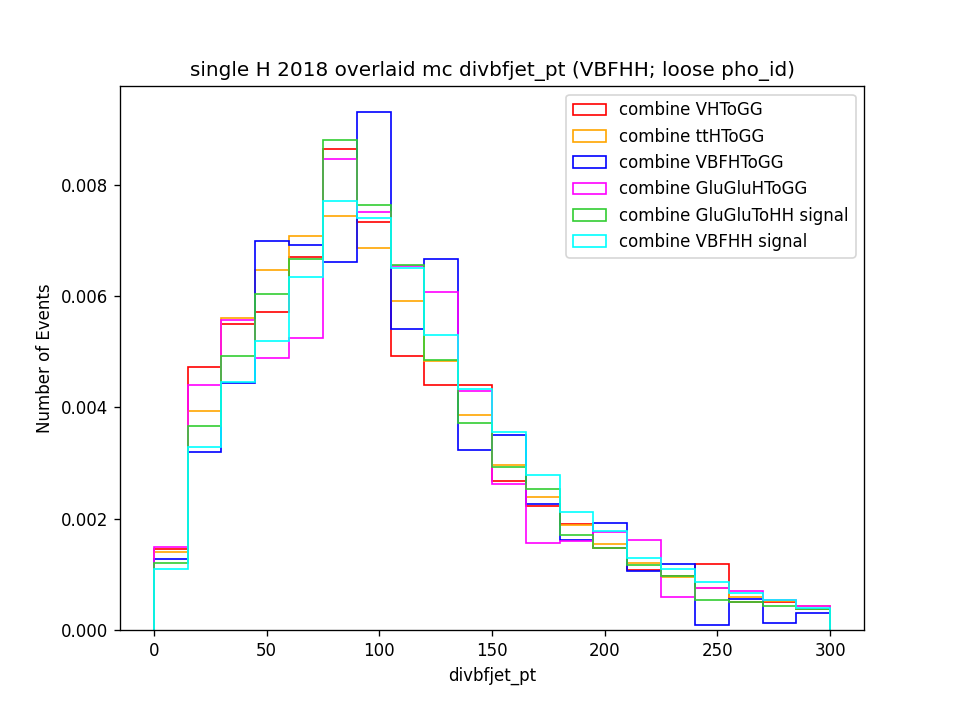 single H 2018 overlaid mc divbfjet_pt (VBFHH; loose pho_id)
combine VHToGG
combine ttHToGG
combine VBFHToGG
combine GluGluHToGG
combine GluGluToHH signal
combine VBFHH signal
Number of Events
0.008
0.006
0.004
0.002
0.000
0 50 100 150 200 250 300
divbfjet_pt